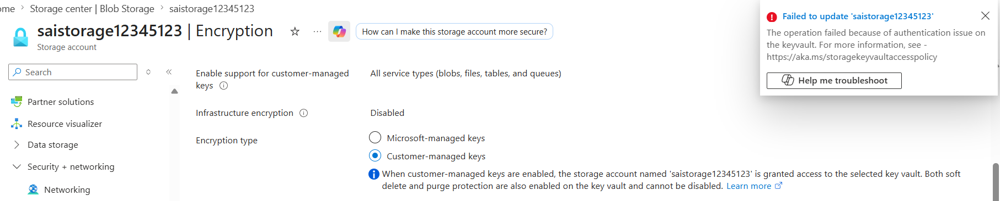 Storage center | Blob Storage > saistorage12345123
saistorage12345123 | Encryption
How can I make this storage account more secure?
Storage account
Search
Partner solutions
Resource visualizer
Data storage
Security + networking
Networking
Enable support for customer-managed
keys
All service types (blobs, files, tables, and queues)
Infrastructure encryption
Disabled
Encryption type
Microsoft-managed keys
Customer-managed keys
When customer-managed keys are enabled, the storage account named 'saistorage12345123' is granted access to the selected key vault. Both soft
delete and purge protection are also enabled on the key vault and cannot be disabled. Learn more
Failed to update 'saistorage12345123'
The operation failed because of authentication issue on
the keyvault. For more information, see -
https://aka.ms/storagekeyvaultaccesspolicy
Help me troubleshoot